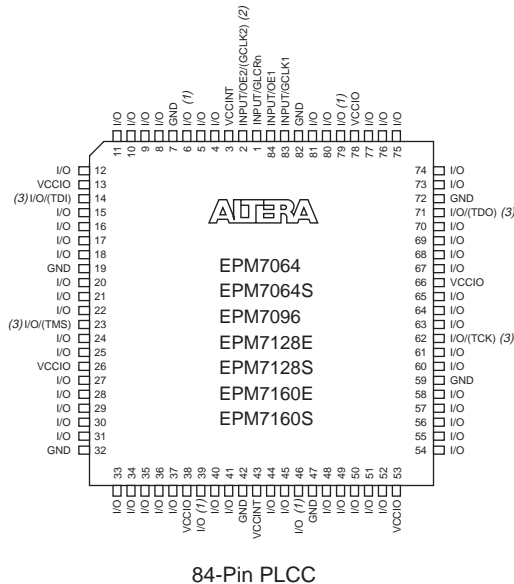 I/O
I/O
I/O
I/O
GND
I/O (1)
I/O
I/O
VCCINT
INPUT/OE2/(GCLK2) (2)
INPUT/GLCRn
INPUT/OE1
INPUT/GCLK1
GND
I/O
I/O
I/O (1)
VCCIO
I/O
I/O
I/O
11 10 9 8 7 6 5 4 3 2 1 84 83 82 81 80 79 78 77 76 75
I/O 12
VCCIO 13
(3) I/O/(TDI) 14
I/O 15
I/O 16
I/O 17
I/O 18
GND 19
I/O 20
I/O 21
I/O 22
(3) I/O/(TMS) 23
I/O 24
I/O 25
VCCIO 26
I/O 27
I/O 28
I/O 29
I/O 30
I/O 31
GND 32
ALTERA
EPM7064
EPM7064S
EPM7096
EPM7128E
EPM7128S
EPM7160E
EPM7160S
74 I/O
73 I/O
72 GND
71 I/O/(TDO) (3)
70 I/O
69 I/O
68 I/O
67 I/O
66 VCCIO
65 I/O
64 I/O
63 I/O
62 I/O/(TCK) (3)
61 I/O
60 I/O
59 GND
58 I/O
57 I/O
56 I/O
55 I/O
54 I/O
33 34 35 36 37 38 39 40 41 42 43 44 45 46 47 48 49 50 51 52 53
I/O
I/O
I/O
I/O
I/O
VCCIO
I/O (1)
I/O
I/O
GND
VCCINT
I/O
I/O
I/O (1)
GND
I/O
I/O
I/O
I/O
I/O
VCCIO
84-Pin PLCC